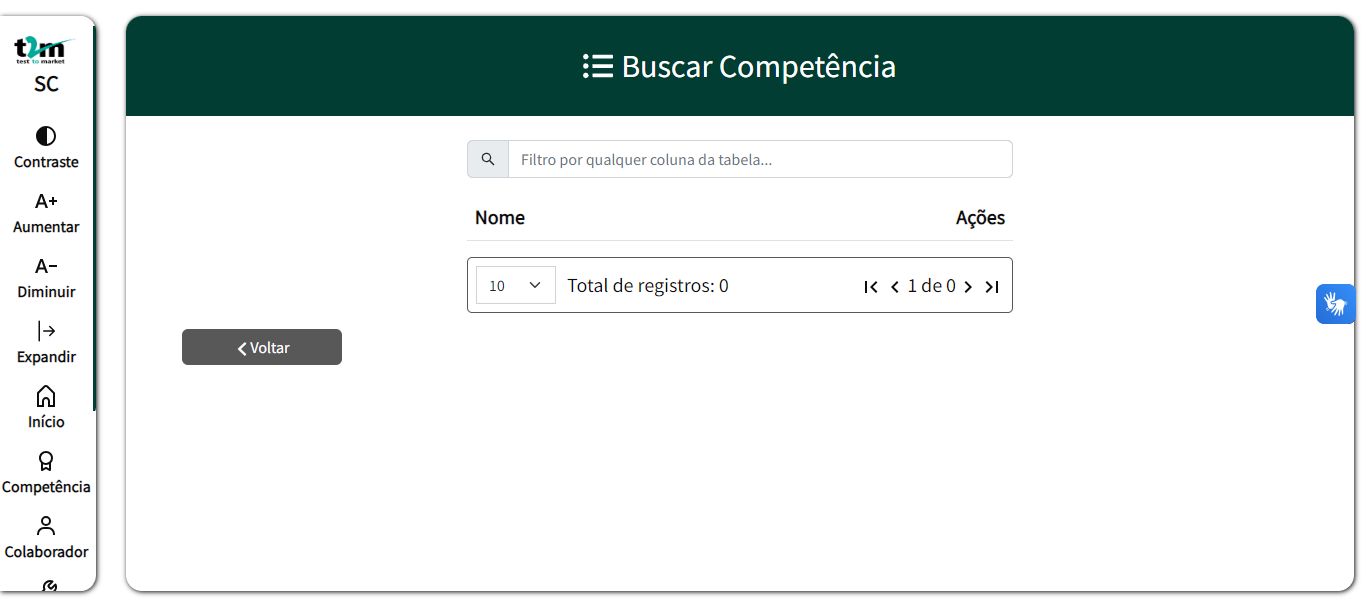 t2m
test to market
SC
Contraste
A+
Aumentar
A-
Diminuir
Expandir
Início
Competência
Colaborador
Buscar Competência
Filtro por qualquer coluna da tabela...
Nome Ações
10 Total de registros: 0 1 de 0
Voltar